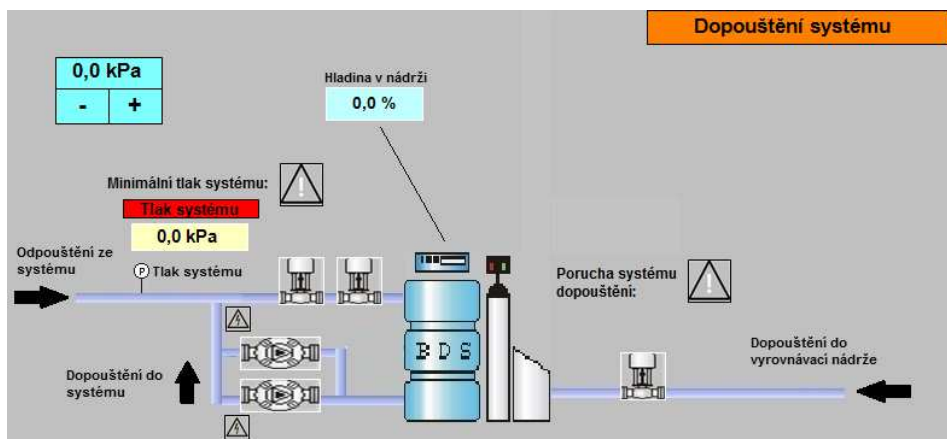 Dopouštění systému
0,0 kPa
- +
Hladina v nádrži
0,0 %
Minimální tlak systému:
Tlak systému
0,0 kPa
Odpouštění ze
systému
P Tlak systému
Porucha systému
dopouštění:
B D S
Dopouštění do
vyrovnávací nádrže
Dopouštění do
systému